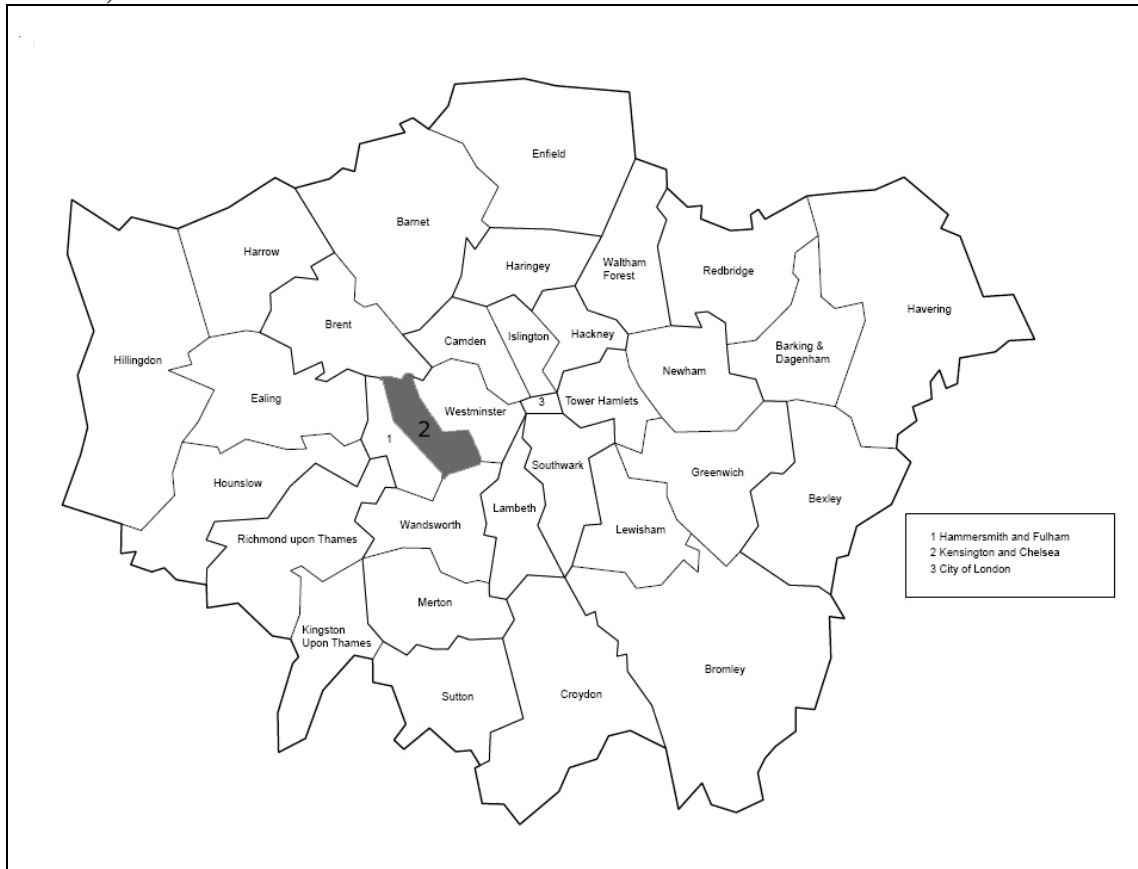 Enfield
Barnet
Harrow
Haringey
Waltham
Forest
Redbridge
Havering
Brent
Camden
Islington
Hackney
Barking &
Dagenham
Hillingdon
Newham
Ealing
Westminster
3
Tower Hamlets
1
2
Hounslow
Southwark
Greenwich
Bexley
Lambeth
Richmond upon Thames
Wandsworth
Lewisham
1 Hammersmith and Fulham
2 Kensington and Chelsea
3 City of London
Merton
Kingston
Upon Thames
Bromley
Sutton
Croydon